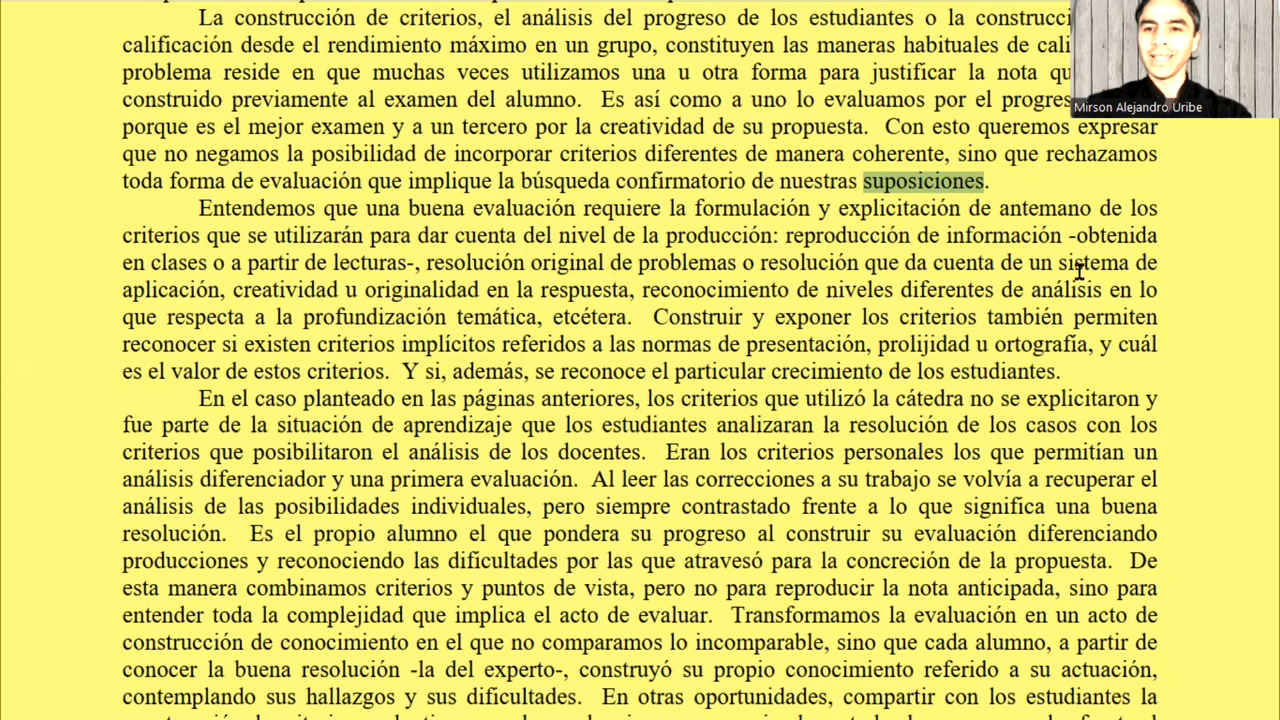 La construcción de criterios, el análisis del progreso de los estudiantes o la construcci
calificación desde el rendimiento máximo en un grupo, constituyen las maneras habituales de cali
problema reside en que muchas veces utilizamos una u otra forma para justificar la nota qu
construido previamente al examen del alumno. Es así como a uno lo evaluamos por el progres
Mirson Alejandro Uribe
porque es el mejor examen y a un tercero por la creatividad de su propuesta. Con esto queremos expresar
que no negamos la posibilidad de incorporar criterios diferentes de manera coherente, sino que rechazamos
toda forma de evaluación que implique la búsqueda confirmatorio de nuestras suposiciones.
Entendemos que una buena evaluación requiere la formulación y explicitación de antemano de los
criterios que se utilizarán para dar cuenta del nivel de la producción: reproducción de información -obtenida
en clases o a partir de lecturas-, resolución original de problemas o resolución que da cuenta de un sistema de
aplicación, creatividad u originalidad en la respuesta, reconocimiento de niveles diferentes de análisis en lo
que respecta a la profundización temática, etcétera. Construir y exponer los criterios también permiten
reconocer si existen criterios implícitos referidos a las normas de presentación, prolijidad u ortografía, y cuál
es el valor de estos criterios. Y si, además, se reconoce el particular crecimiento de los estudiantes.
En el caso planteado en las páginas anteriores, los criterios que utilizó la cátedra no se explicitaron y
fue parte de la situación de aprendizaje que los estudiantes analizaran la resolución de los casos con los
criterios que posibilitaron el análisis de los docentes. Eran los criterios personales los que permitían un
análisis diferenciador y una primera evaluación. Al leer las correcciones a su trabajo se volvía a recuperar el
análisis de las posibilidades individuales, pero siempre contrastado frente a lo que significa una buena
resolución. Es el propio alumno el que pondera su progreso al construir su evaluación diferenciando
producciones y reconociendo las dificultades por las que atravesó para la concreción de la propuesta. De
esta manera combinamos criterios y puntos de vista, pero no para reproducir la nota anticipada, sino para
entender toda la complejidad que implica el acto de evaluar. Transformamos la evaluación en un acto de
construcción de conocimiento en el que no comparamos lo incomparable, sino que cada alumno, a partir de
conocer la buena resolución -la del experto-, construyó su propio conocimiento referido a su actuación,
contemplando sus hallazgos y sus dificultades. En otras oportunidades, compartir con los estudiantes la